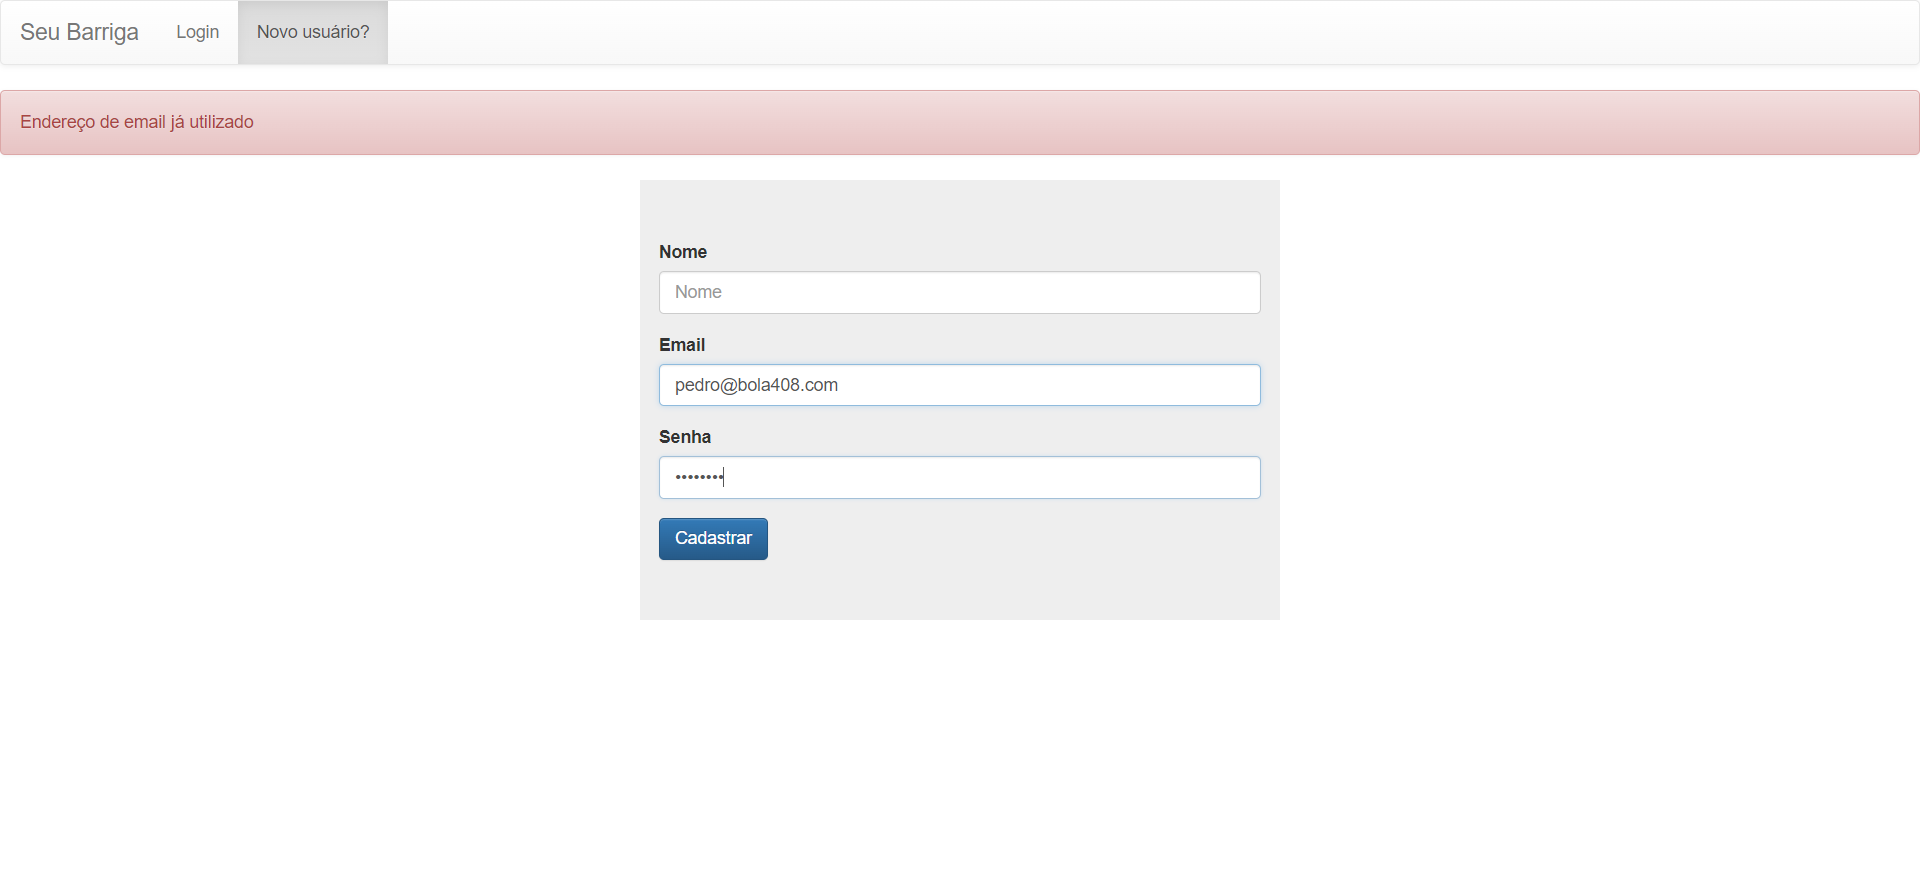 Seu Barriga Login Novo usuário?
Endereço de email já utilizado
Nome
Nome
Email
pedro@bola408.com
Senha
••••••••
Cadastrar